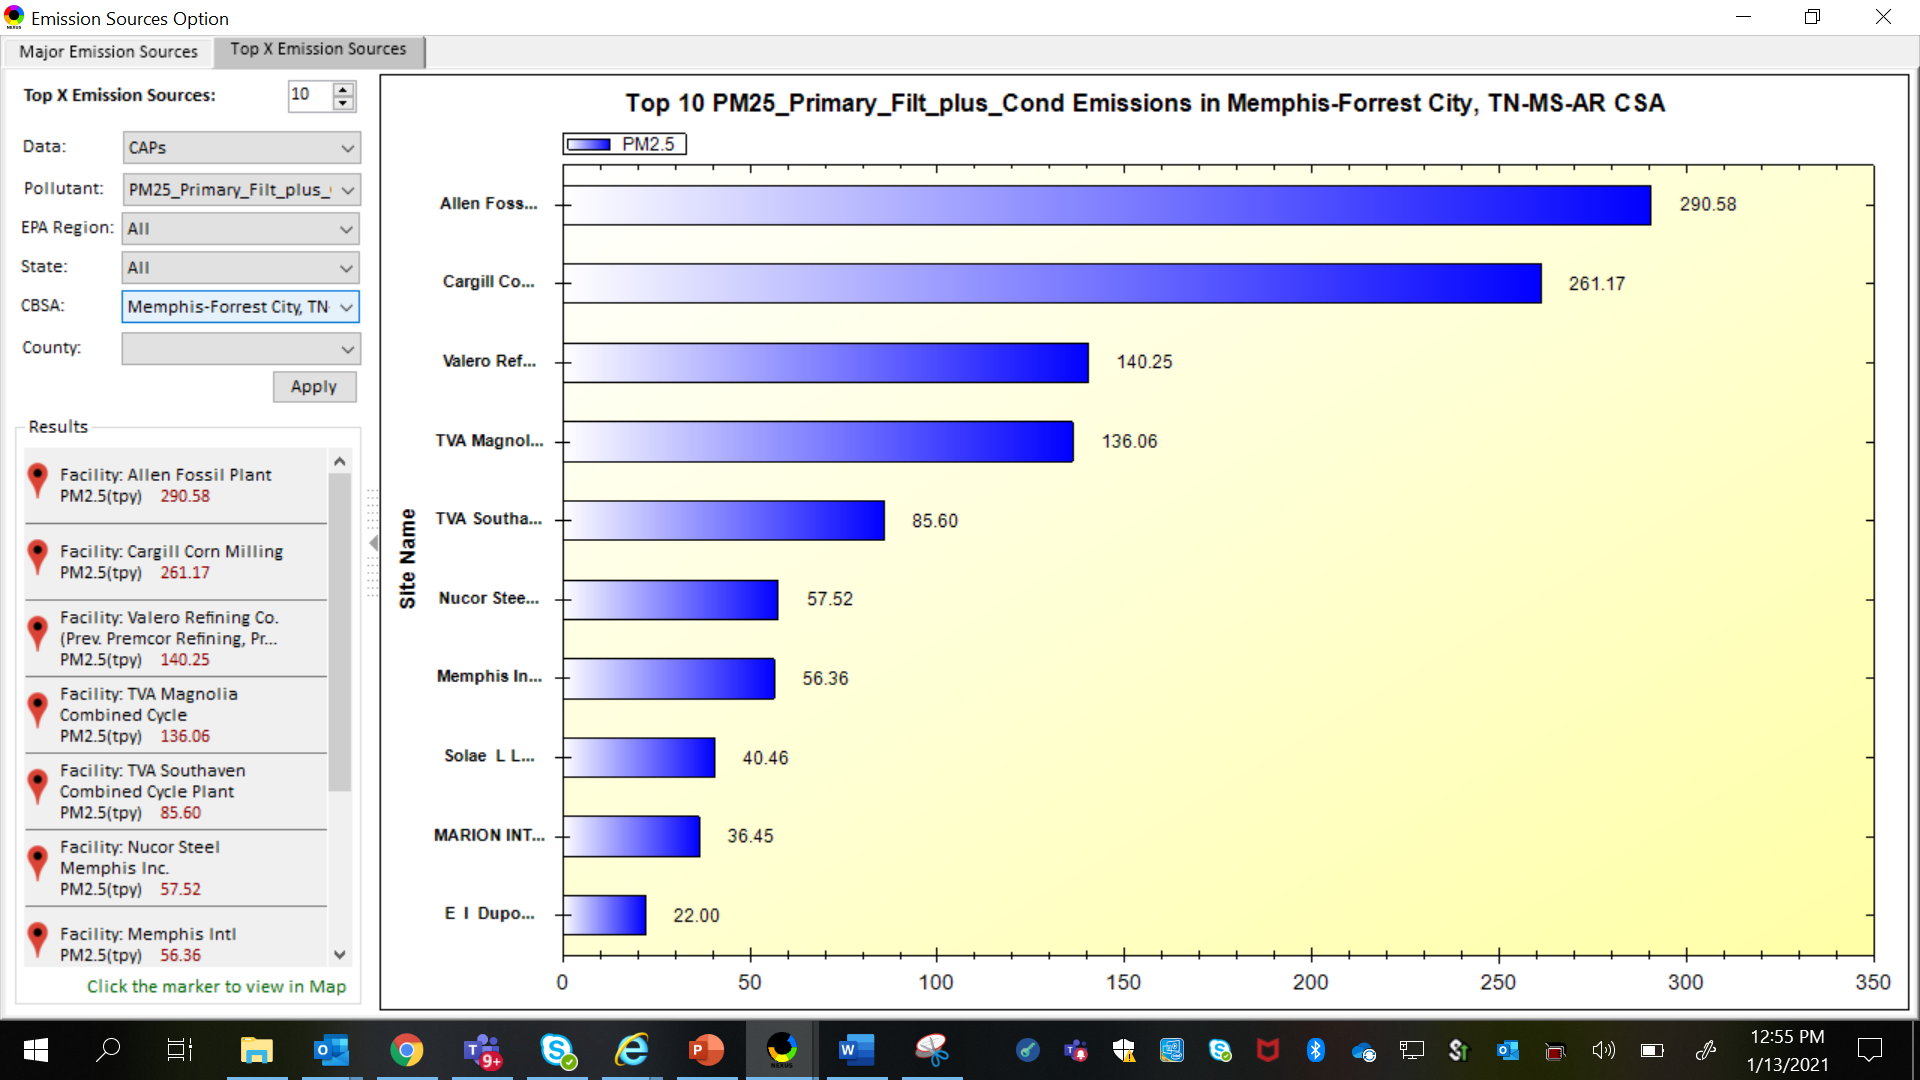 Emission Sources Option
Major Emission Sources
Top X Emission Sources
Top X Emission Sources:
10
Data:
CAPs
Pollutant:
PM25_Primary_Filt_plus_
EPA Region:
All
State:
All
CBSA:
Memphis-Forrest City, TN-
County:
Apply
Results
Facility: Allen Fossil Plant
PM2.5(tpy) 290.58
Facility: Cargill Corn Milling
PM2.5(tpy) 261.17
Facility: Valero Refining Co.
(Prev. Premcor Refining, Pr...
PM2.5(tpy) 140.25
Facility: TVA Magnolia
Combined Cycle
PM2.5(tpy) 136.06
Facility: TVA Southaven
Combined Cycle Plant
PM2.5(tpy) 85.60
Facility: Nucor Steel
Memphis Inc.
PM2.5(tpy) 57.52
Facility: Memphis Intl
PM2.5(tpy) 56.36
Click the marker to view in Map
Top 10 PM25_Primary_Filt_plus_Cond Emissions in Memphis-Forrest City, TN-MS-AR CSA
PM2.5
Site Name
Allen Foss... 290.58
Cargill Co... 261.17
Valero Ref... 140.25
TVA Magnol... 136.06
TVA Southa... 85.60
Nucor Stee... 57.52
Memphis In... 56.36
Solae L L... 40.46
MARION INT... 36.45
E I Dupo... 22.00
0 50 100 150 200 250 300 350
9+
NEXUS
12:55 PM
1/13/2021